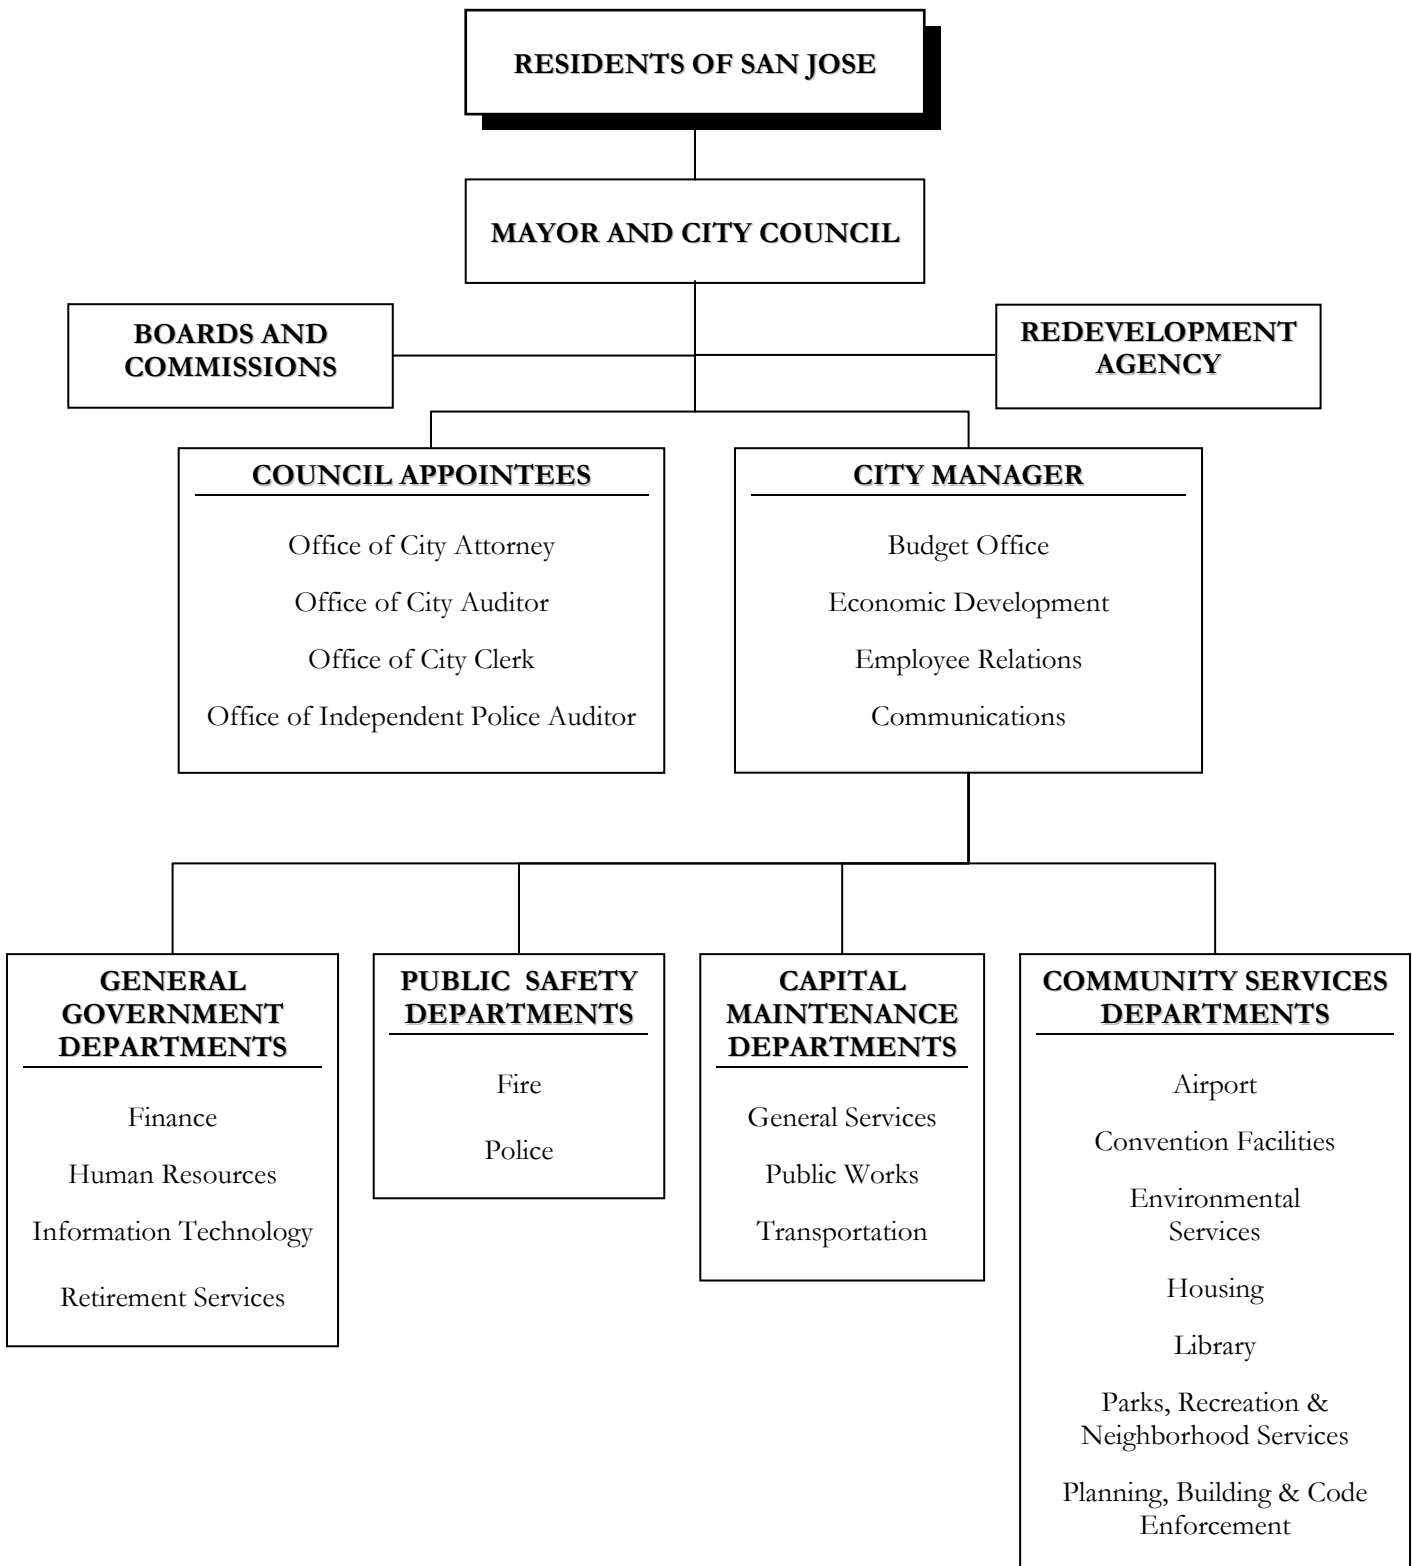 RESIDENTS OF SAN JOSE
MAYOR AND CITY COUNCIL
BOARDS AND
COMMISSIONS
REDEVELOPMENT
AGENCY
COUNCIL APPOINTEES
Office of City Attorney
Office of City Auditor
Office of City Clerk
Office of Independent Police Auditor
CITY MANAGER
Budget Office
Economic Development
Employee Relations
Communications
GENERAL
GOVERNMENT
DEPARTMENTS
Finance
Human Resources
Information Technology
Retirement Services
PUBLIC SAFETY
DEPARTMENTS
Fire
Police
CAPITAL
MAINTENANCE
DEPARTMENTS
General Services
Public Works
Transportation
COMMUNITY SERVICES
DEPARTMENTS
Airport
Convention Facilities
Environmental
Services
Housing
Library
Parks, Recreation &
Neighborhood Services
Planning, Building & Code
Enforcement